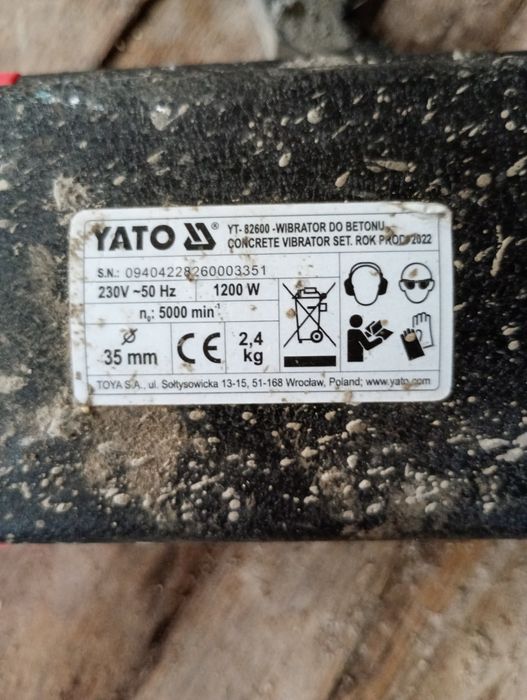 YATO ® YT- 82600 -WIBRATOR DO BETONU
CONCRETE VIBRATOR SET. ROK PROD. 2022
S.N.: 09404228260003351
230V ~50 Hz 1200 W
n₀: 5000 min⁻¹
Ø 35 mm CE 2,4 kg
TOYA S.A., ul. Sołtysowicka 13-15, 51-168 Wrocław, Poland; www.yato.com